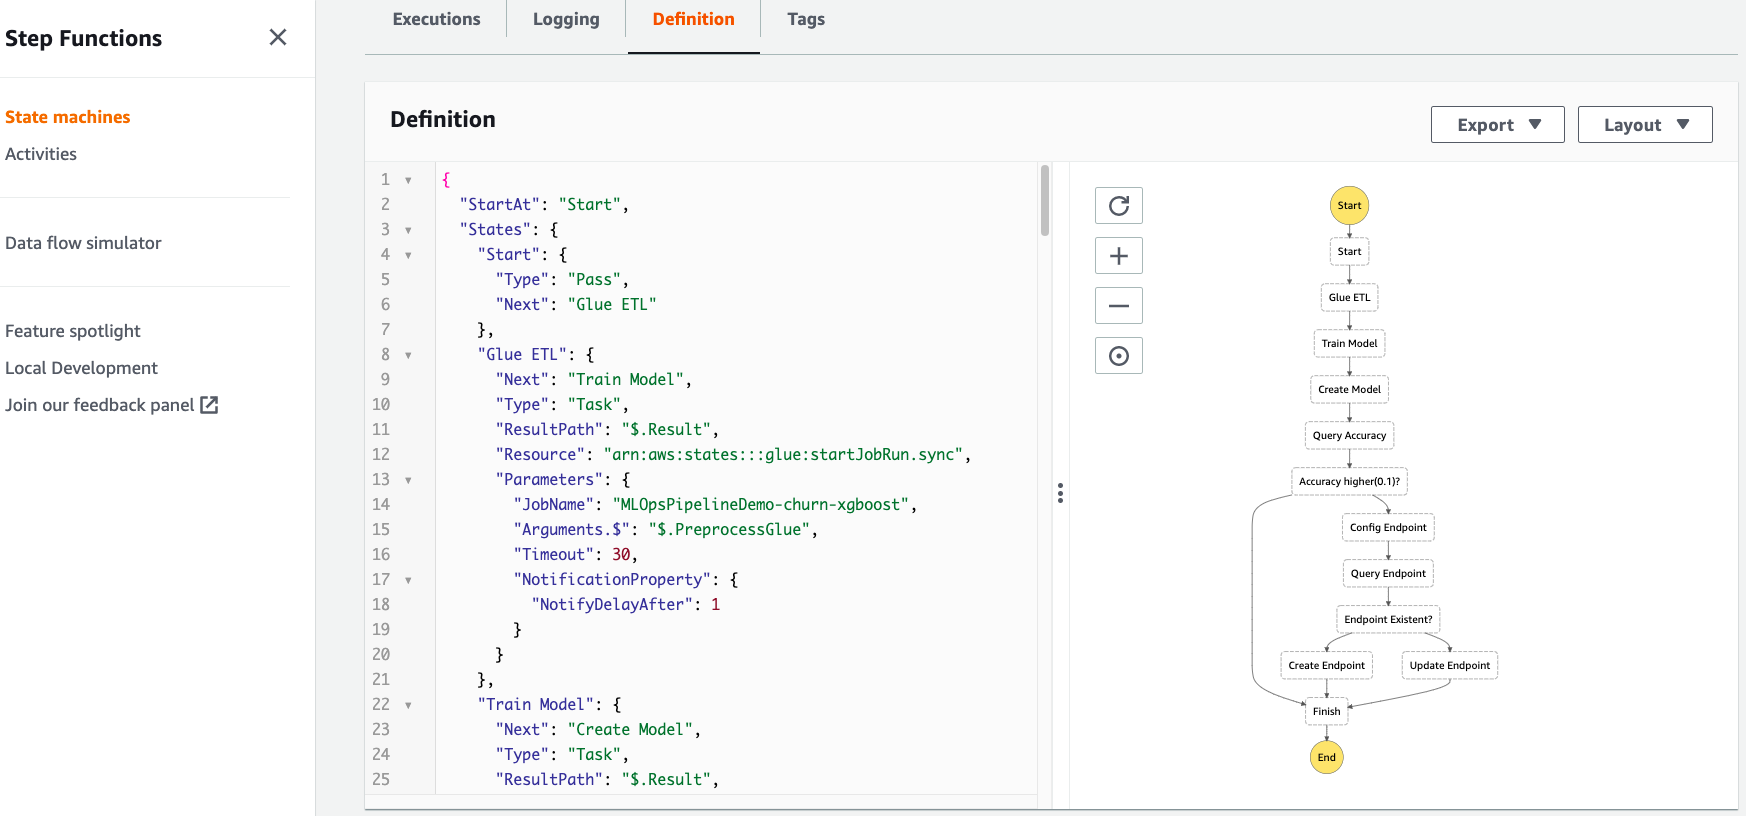 Step Functions
State machines
Activities
Data flow simulator
Feature spotlight
Local Development
Join our feedback panel
Executions
Logging
Definition
Tags
Definition
Export
Layout
1 {
2 "StartAt": "Start",
3 "States": {
4 "Start": {
5 "Type": "Pass",
6 "Next": "Glue ETL"
7 },
8 "Glue ETL": {
9 "Next": "Train Model",
10 "Type": "Task",
11 "ResultPath": "$.Result",
12 "Resource": "arn:aws:states:::glue:startJobRun.sync",
13 "Parameters": {
14 "JobName": "MLOpsPipelineDemo-churn-xgboost",
15 "Arguments.$": "$.PreprocessGlue",
16 "Timeout": 30,
17 "NotificationProperty": {
18 "NotifyDelayAfter": 1
19 }
20 }
21 },
22 "Train Model": {
23 "Next": "Create Model",
24 "Type": "Task",
25 "ResultPath": "$.Result",
Start
Start
Glue ETL
Train Model
Create Model
Query Accuracy
Accuracy higher(0.1)?
Config Endpoint
Query Endpoint
Endpoint Existent?
Create Endpoint
Update Endpoint
Finish
End